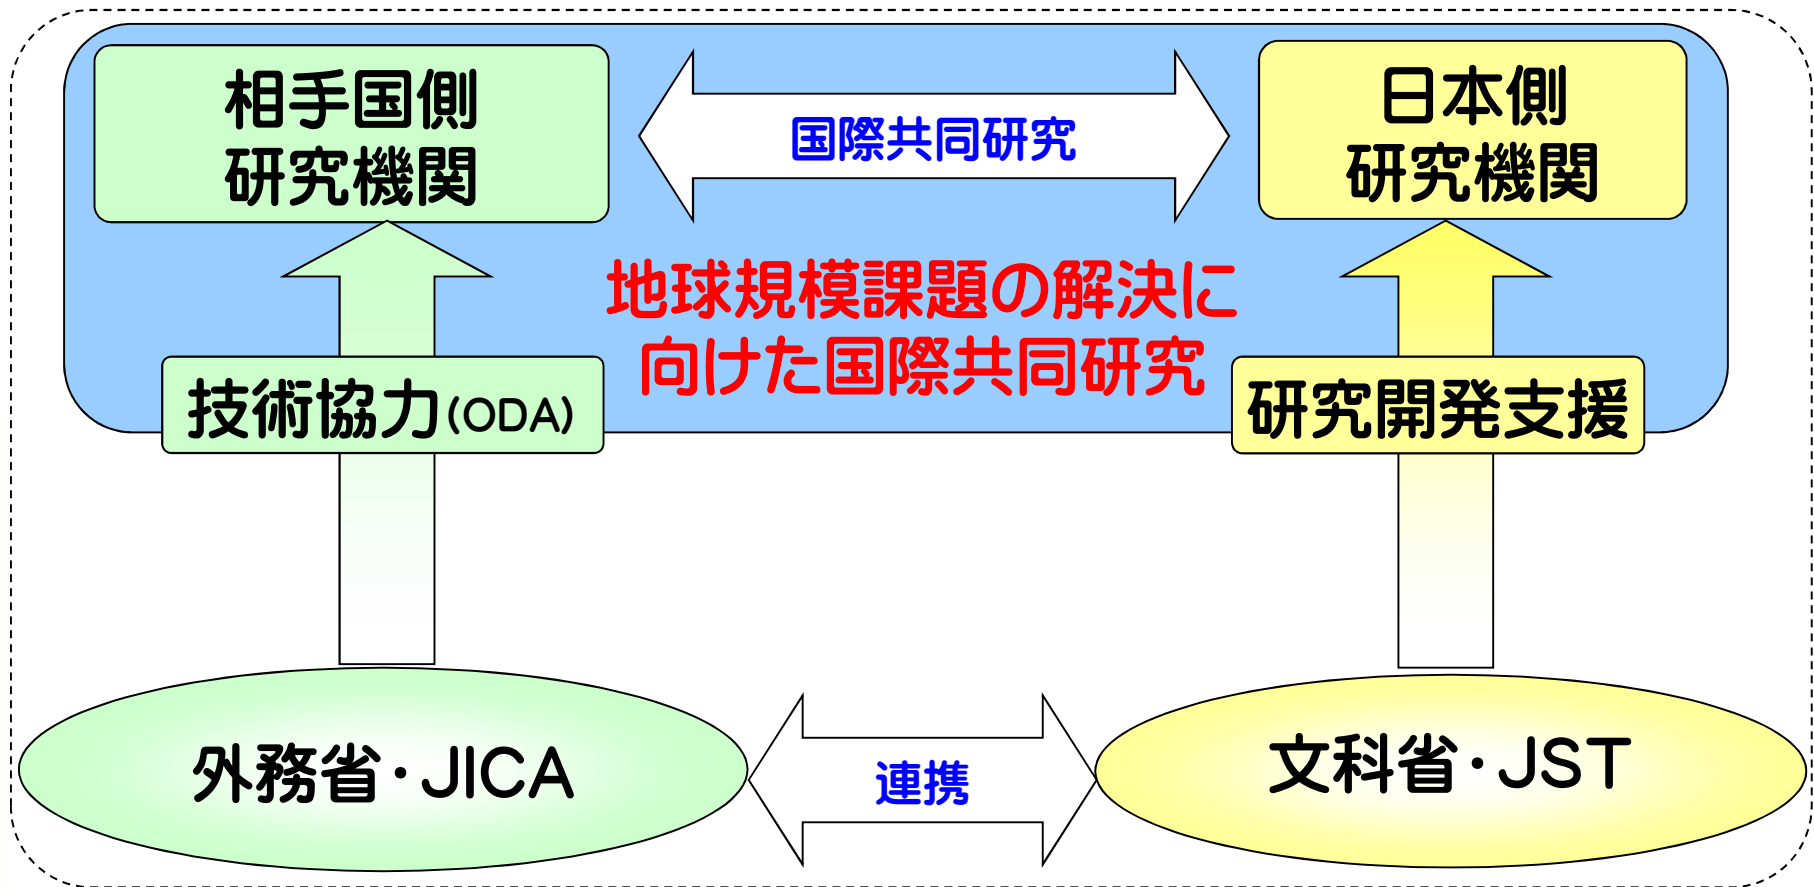 相手国側
研究機関
国際共同研究
日本側
研究機関
地球規模課題の解決に
向けた国際共同研究
技術協力(ODA)
研究開発支援
外務省・JICA
連携
文科省・JST